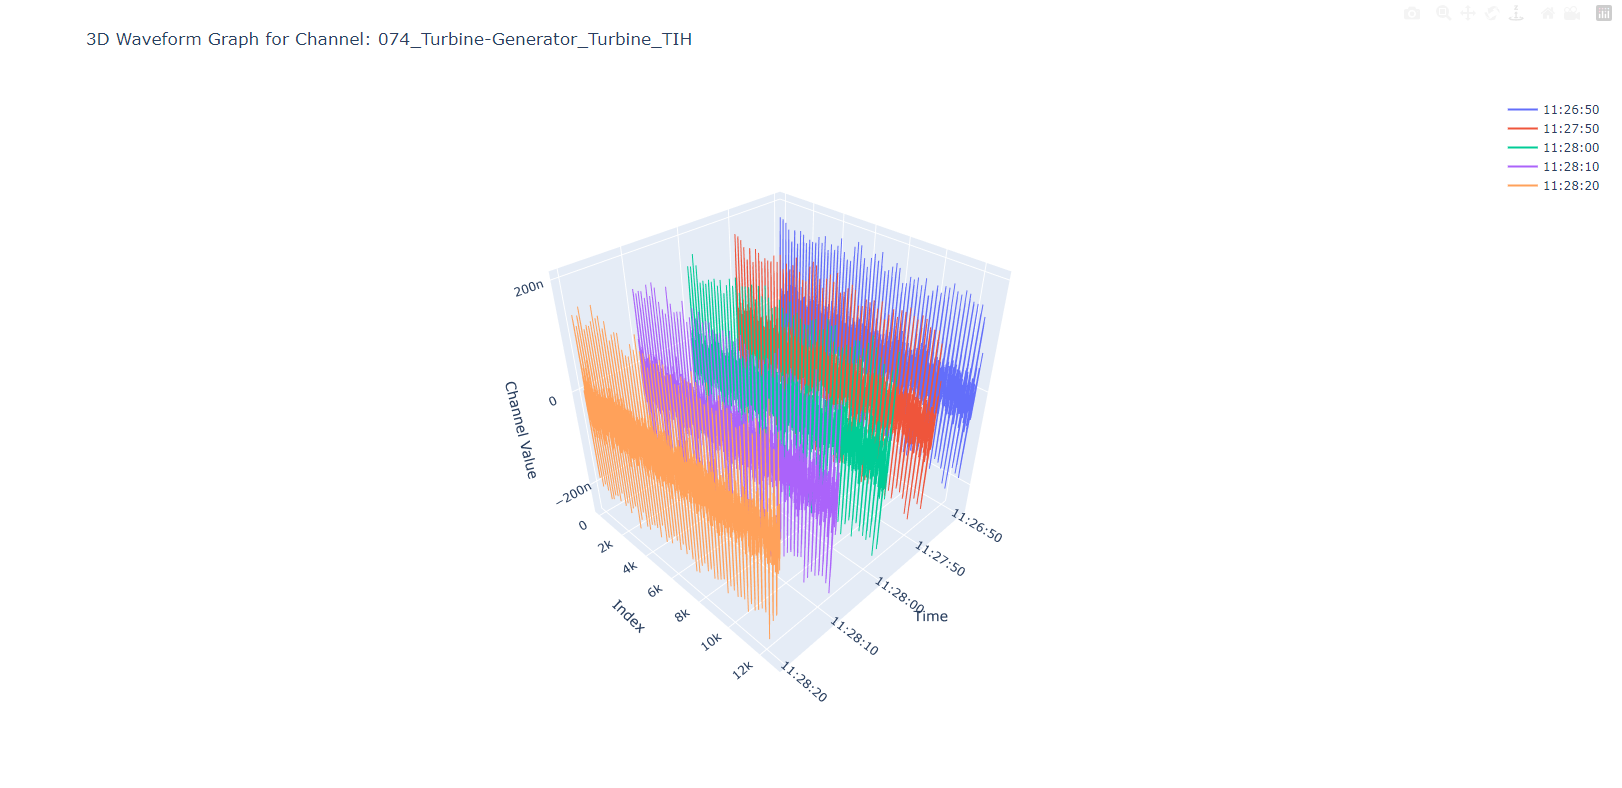 3D Waveform Graph for Channel: 074_Turbine-Generator_Turbine_TIH
11:26:50
11:27:50
11:28:00
11:28:10
11:28:20
200n
0
−200n
Channel Value
0
2k
4k
6k
8k
10k
12k
Index
11:26:50
11:27:50
11:28:00
11:28:10
11:28:20
Time